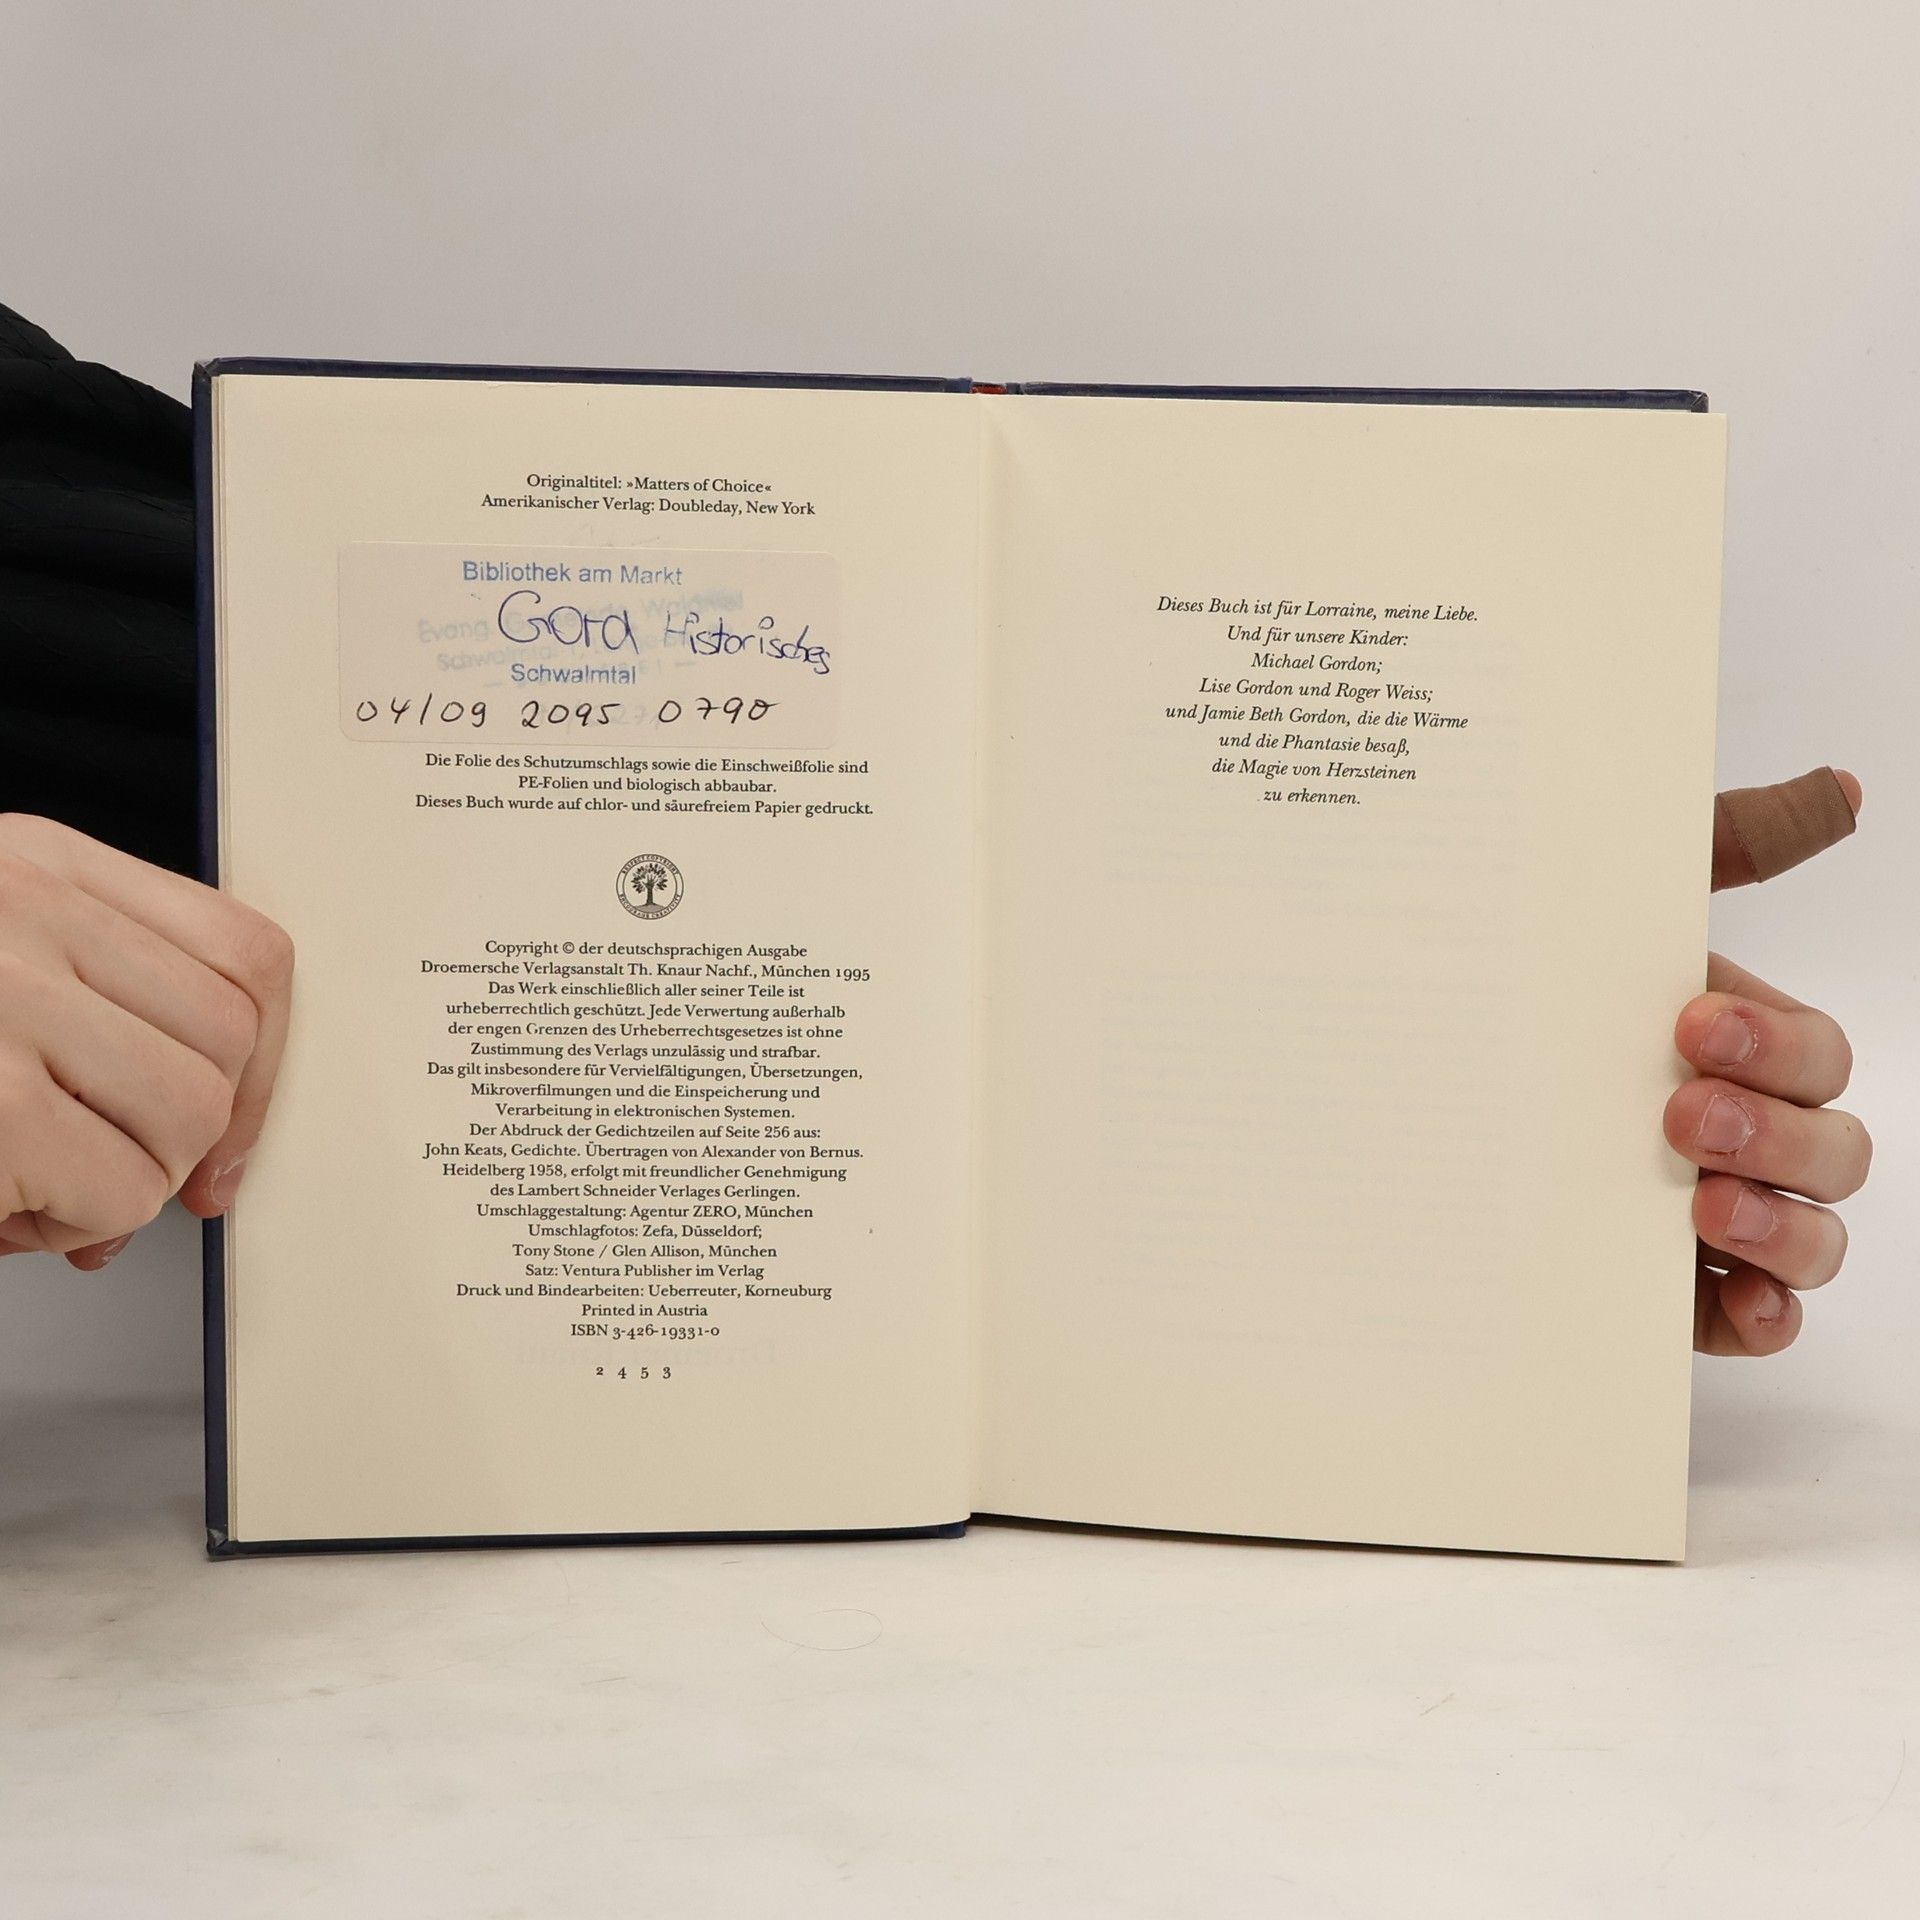 Originaltitel: »Matters of Choice«
Amerikanischer Verlag: Doubleday, New York
Bibliothek am Markt
Gord Historisches
Evang.
Schwalmtal
04/09 2095 0790
Die Folie des Schutzumschlags sowie die Einschweißfolie sind
PE-Folien und biologisch abbaubar.
Dieses Buch wurde auf chlor- und säurefreiem Papier gedruckt.
RESPECT COPYRIGHT
ENCOURAGE CREATIVITY
Copyright © der deutschsprachigen Ausgabe
Droemersche Verlagsanstalt Th. Knaur Nachf., München 1995
Das Werk einschließlich aller seiner Teile ist
urheberrechtlich geschützt. Jede Verwertung außerhalb
der engen Grenzen des Urheberrechtsgesetzes ist ohne
Zustimmung des Verlags unzulässig und strafbar.
Das gilt insbesondere für Vervielfältigungen, Übersetzungen,
Mikroverfilmungen und die Einspeicherung und
Verarbeitung in elektronischen Systemen.
Der Abdruck der Gedichtzeilen auf Seite 256 aus:
John Keats, Gedichte. Übertragen von Alexander von Bernus.
Heidelberg 1958, erfolgt mit freundlicher Genehmigung
des Lambert Schneider Verlages Gerlingen.
Umschlaggestaltung: Agentur ZERO, München
Umschlagfotos: Zefa, Düsseldorf;
Tony Stone / Glen Allison, München
Satz: Ventura Publisher im Verlag
Druck und Bindearbeiten: Ueberreuter, Korneuburg
Printed in Austria
ISBN 3-426-19331-0
2 4 5 3
Dieses Buch ist für Lorraine, meine Liebe.
Und für unsere Kinder:
Michael Gordon;
Lise Gordon und Roger Weiss;
und Jamie Beth Gordon, die die Wärme
und die Phantasie besaß,
die Magie von Herzsteinen
zu erkennen.